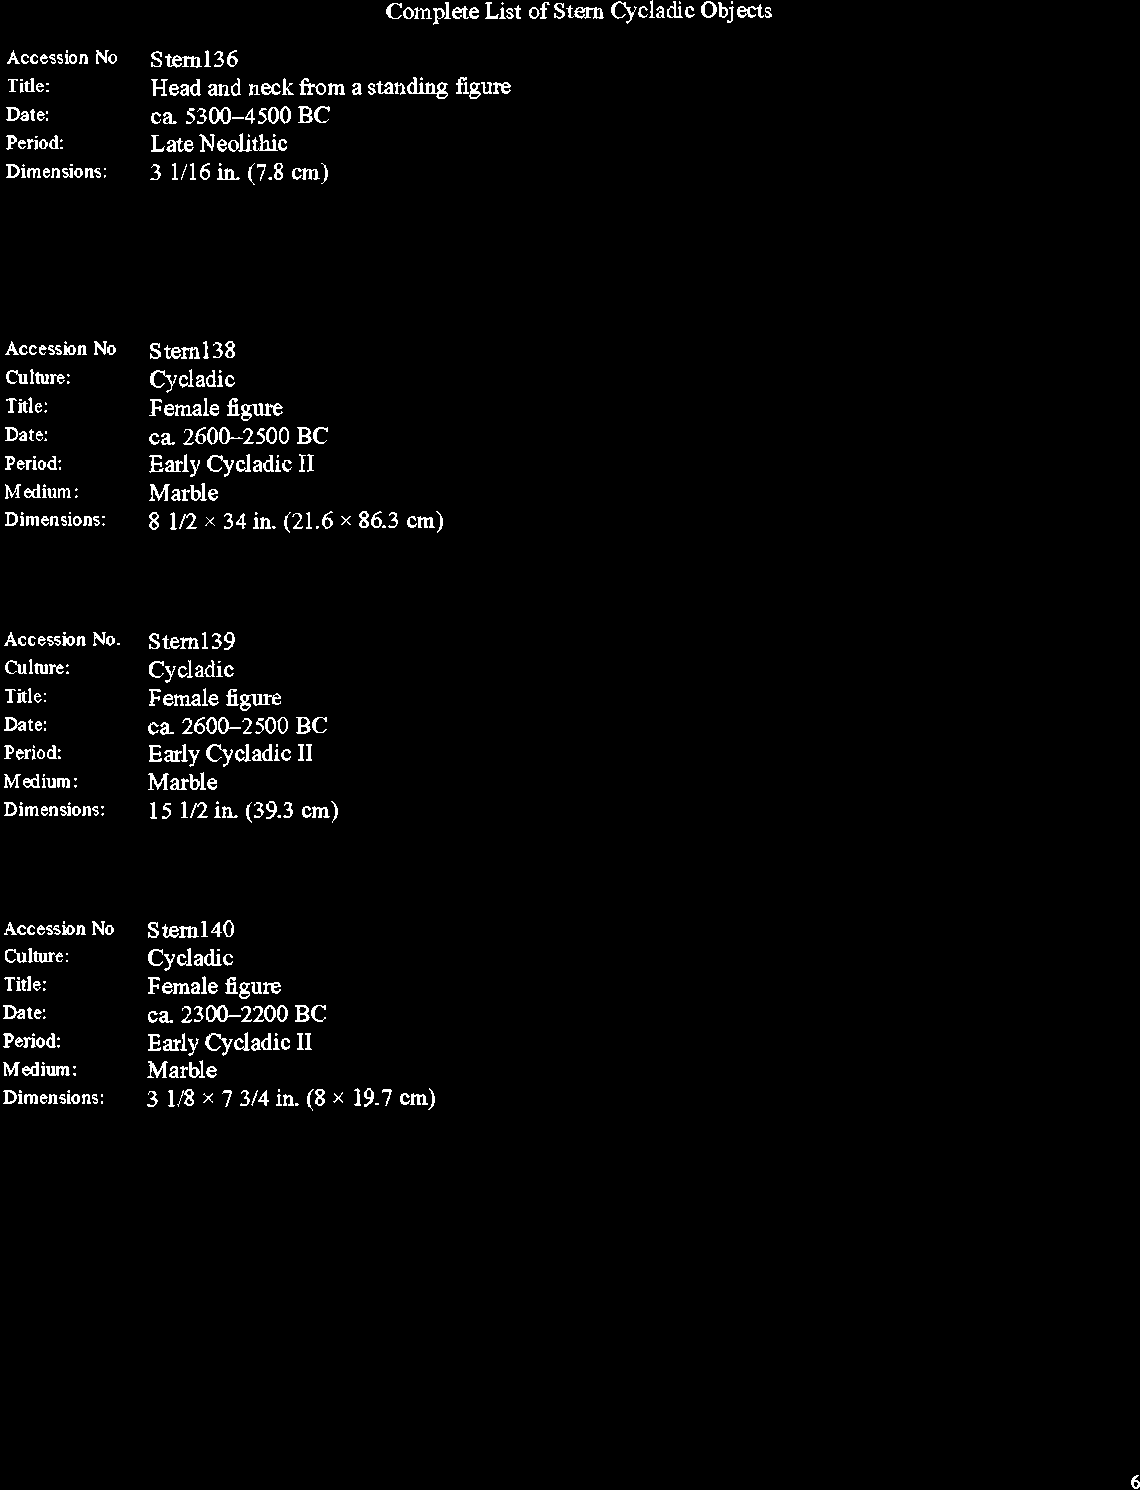 Complete List of Stern Cycladic Objects
Accession No Stern136
Title: Head and neck from a standing figure
Date: ca. 5300–4500 BC
Period: Late Neolithic
Dimensions: 3 1/16 in. (7.8 cm)
Accession No Stern138
Culture: Cycladic
Title: Female figure
Date: ca. 2600–2500 BC
Period: Early Cycladic II
Medium: Marble
Dimensions: 8 1/2 × 34 in. (21.6 × 86.3 cm)
Accession No. Stern139
Culture: Cycladic
Title: Female figure
Date: ca. 2600–2500 BC
Period: Early Cycladic II
Medium: Marble
Dimensions: 15 1/2 in. (39.3 cm)
Accession No Stern140
Culture: Cycladic
Title: Female figure
Date: ca. 2300–2200 BC
Period: Early Cycladic II
Medium: Marble
Dimensions: 3 1/8 × 7 3/4 in. (8 × 19.7 cm)
6